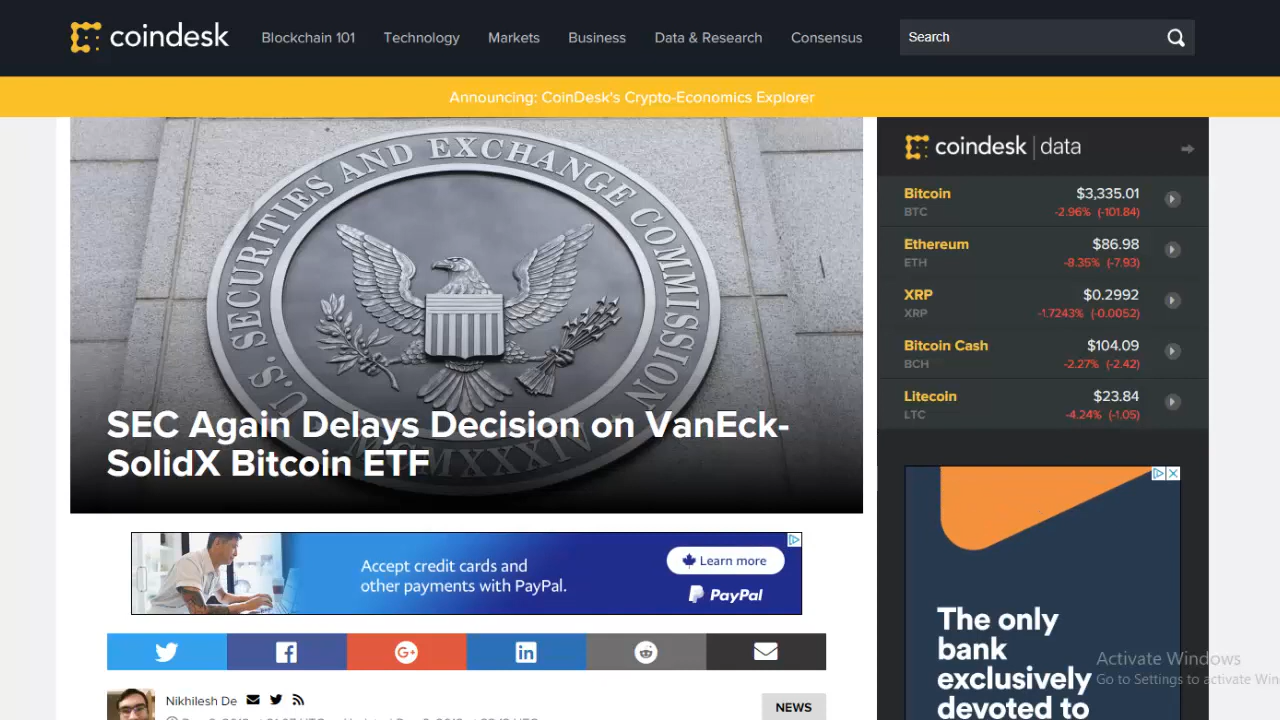 coindesk
Blockchain 101
Technology
Markets
Business
Data & Research
Consensus
Search
Announcing: CoinDesk's Crypto-Economics Explorer
U.S. SECURITIES AND EXCHANGE COMMISSION
MCMXXXIV
SEC Again Delays Decision on VanEck-
SolidX Bitcoin ETF
coindesk | data
Bitcoin $3,335.01
BTC -2.96% (-101.84)
Ethereum $86.98
ETH -8.35% (-7.93)
XRP $0.2992
XRP -1.7243% (-0.0052)
Bitcoin Cash $104.09
BCH -2.27% (-2.42)
Litecoin $23.84
LTC -4.24% (-1.05)
Accept credit cards and
other payments with PayPal.
Learn more
PayPal
G+
in
Nikhilesh De
NEWS
The only
bank
exclusively
devoted to
Activate Windows
Go to Settings to activate Win